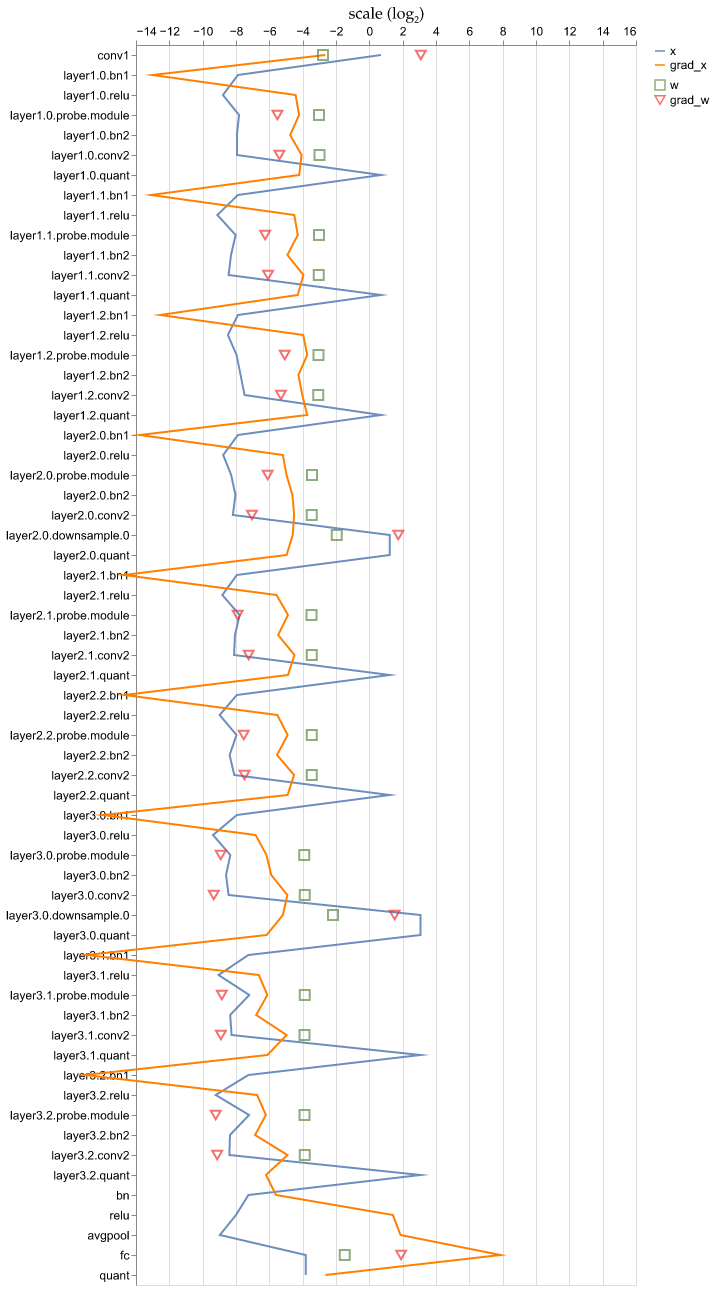 scale (log2)
−14 −12 −10 −8 −6 −4 −2 0 2 4 6 8 10 12 14 16
x
grad_x
w
grad_w
conv1
layer1.0.bn1
layer1.0.relu
layer1.0.probe.module
layer1.0.bn2
layer1.0.conv2
layer1.0.quant
layer1.1.bn1
layer1.1.relu
layer1.1.probe.module
layer1.1.bn2
layer1.1.conv2
layer1.1.quant
layer1.2.bn1
layer1.2.relu
layer1.2.probe.module
layer1.2.bn2
layer1.2.conv2
layer1.2.quant
layer2.0.bn1
layer2.0.relu
layer2.0.probe.module
layer2.0.bn2
layer2.0.conv2
layer2.0.downsample.0
layer2.0.quant
layer2.1.bn1
layer2.1.relu
layer2.1.probe.module
layer2.1.bn2
layer2.1.conv2
layer2.1.quant
layer2.2.bn1
layer2.2.relu
layer2.2.probe.module
layer2.2.bn2
layer2.2.conv2
layer2.2.quant
layer3.0.bn1
layer3.0.relu
layer3.0.probe.module
layer3.0.bn2
layer3.0.conv2
layer3.0.downsample.0
layer3.0.quant
layer3.1.bn1
layer3.1.relu
layer3.1.probe.module
layer3.1.bn2
layer3.1.conv2
layer3.1.quant
layer3.2.bn1
layer3.2.relu
layer3.2.probe.module
layer3.2.bn2
layer3.2.conv2
layer3.2.quant
bn
relu
avgpool
fc
quant